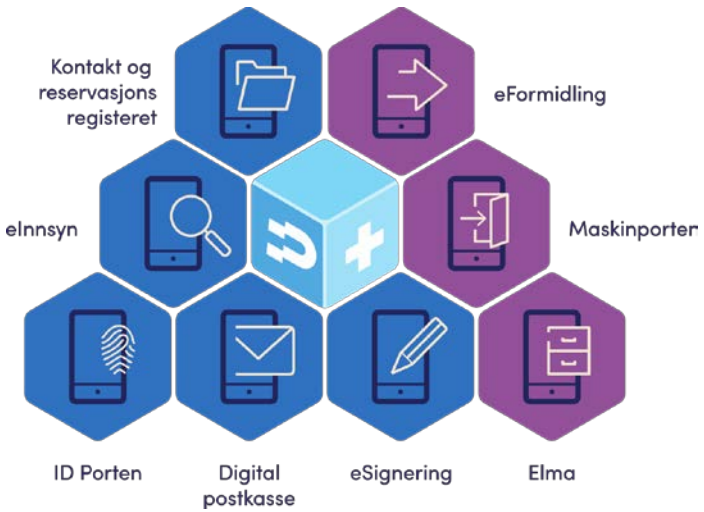 Kontakt og
reservasjons
registeret
eFormidling
eInnsyn
Maskinporten
ID Porten
Digital
postkasse
eSignering
Elma